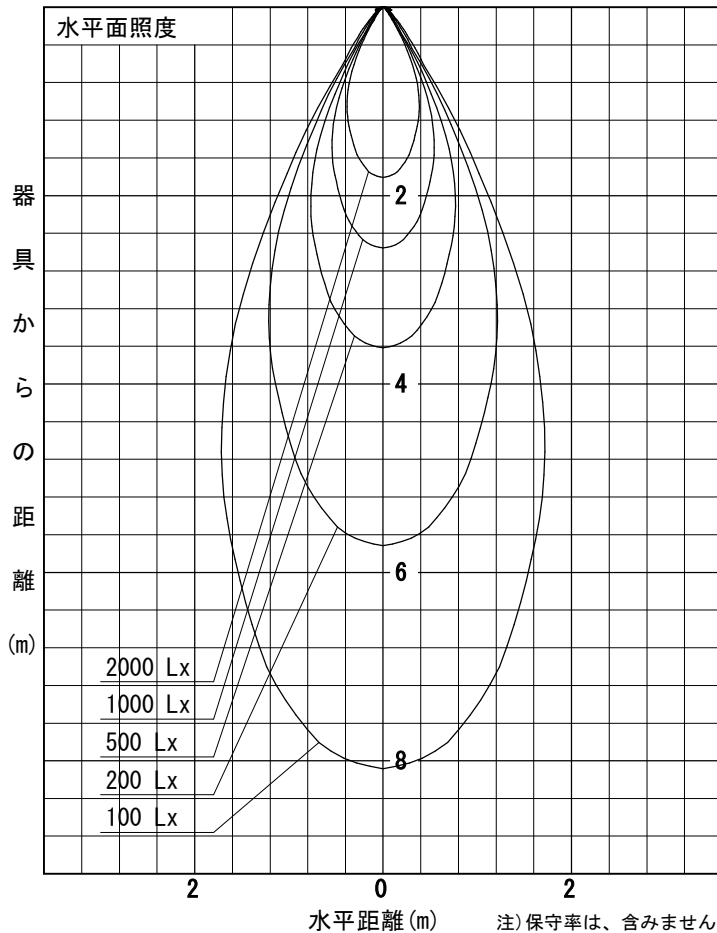 水平面照度
器具からの距離(m)
2
4
6
8
2000 Lx
1000 Lx
500 Lx
200 Lx
100 Lx
2 0 2
水平距離(m)
注)保守率は、含みません